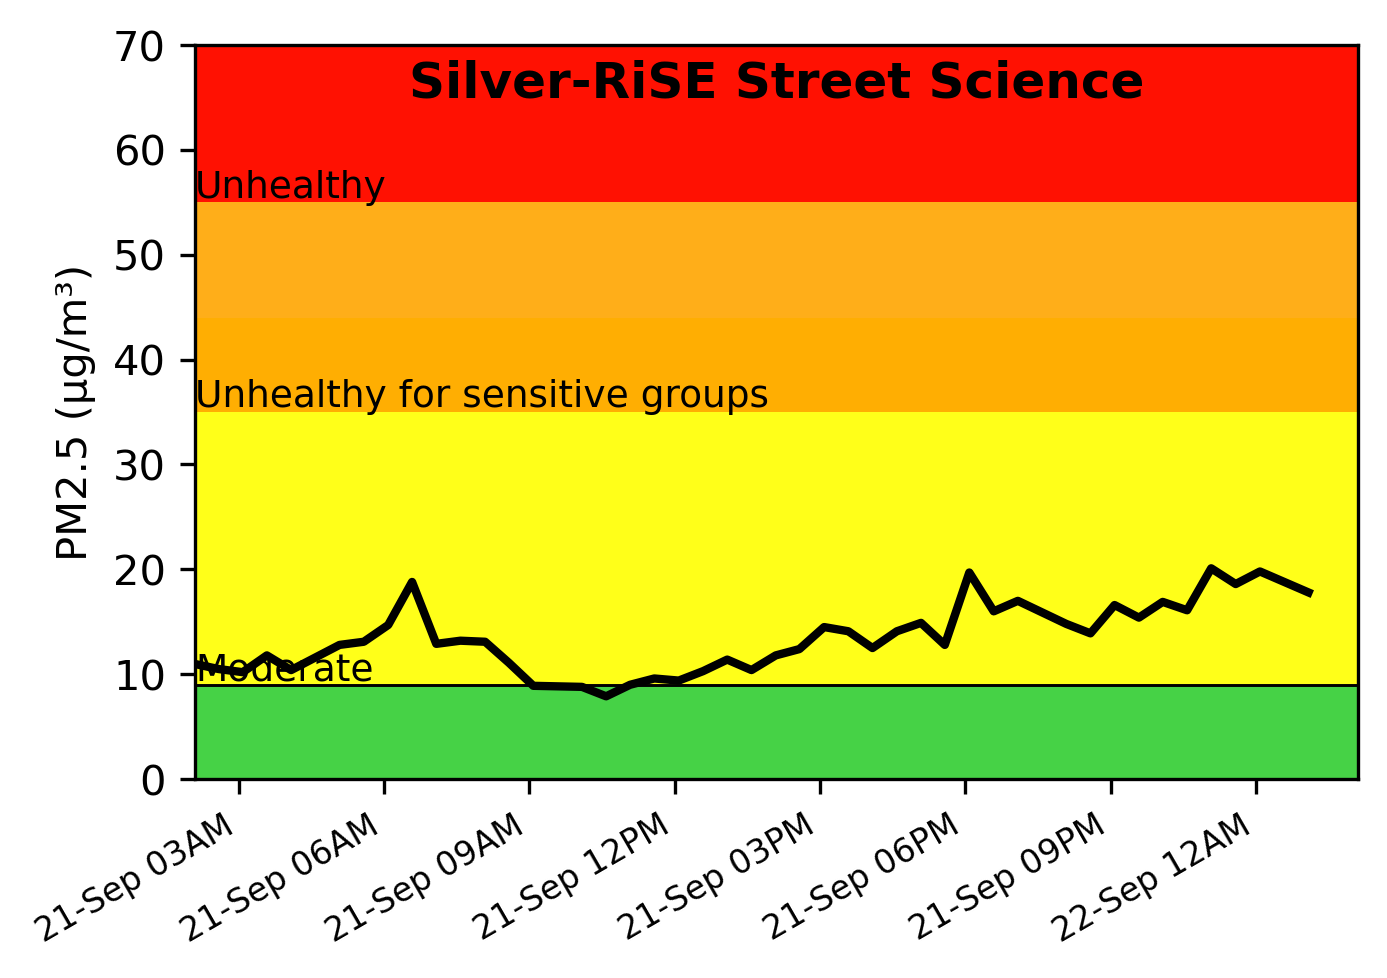 Silver-RiSE Street Science
70
60
50
40
30
20
10
0
PM2.5 (µg/m³)
Unhealthy
Unhealthy for sensitive groups
Moderate
21-Sep 03AM
21-Sep 06AM
21-Sep 09AM
21-Sep 12PM
21-Sep 03PM
21-Sep 06PM
21-Sep 09PM
22-Sep 12AM